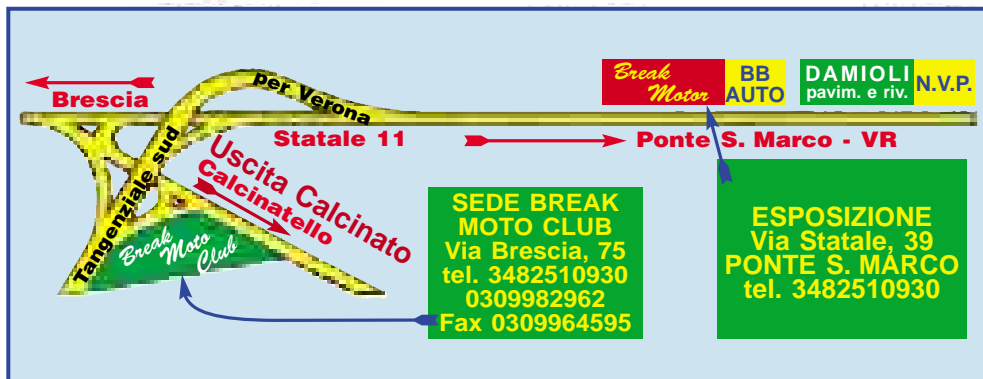 Brescia
Tangenziale sud
per Verona
Statale 11
Ponte S. Marco - VR
Uscita Calcinato
Calcinatello
Break
Moto
Club
Break
Motor
BB
AUTO
DAMIOLI
pavim. e riv.
N.V.P.
SEDE BREAK
MOTO CLUB
Via Brescia, 75
tel. 3482510930
0309982962
Fax 0309964595
ESPOSIZIONE
Via Statale, 39
PONTE S. MARCO
tel. 3482510930